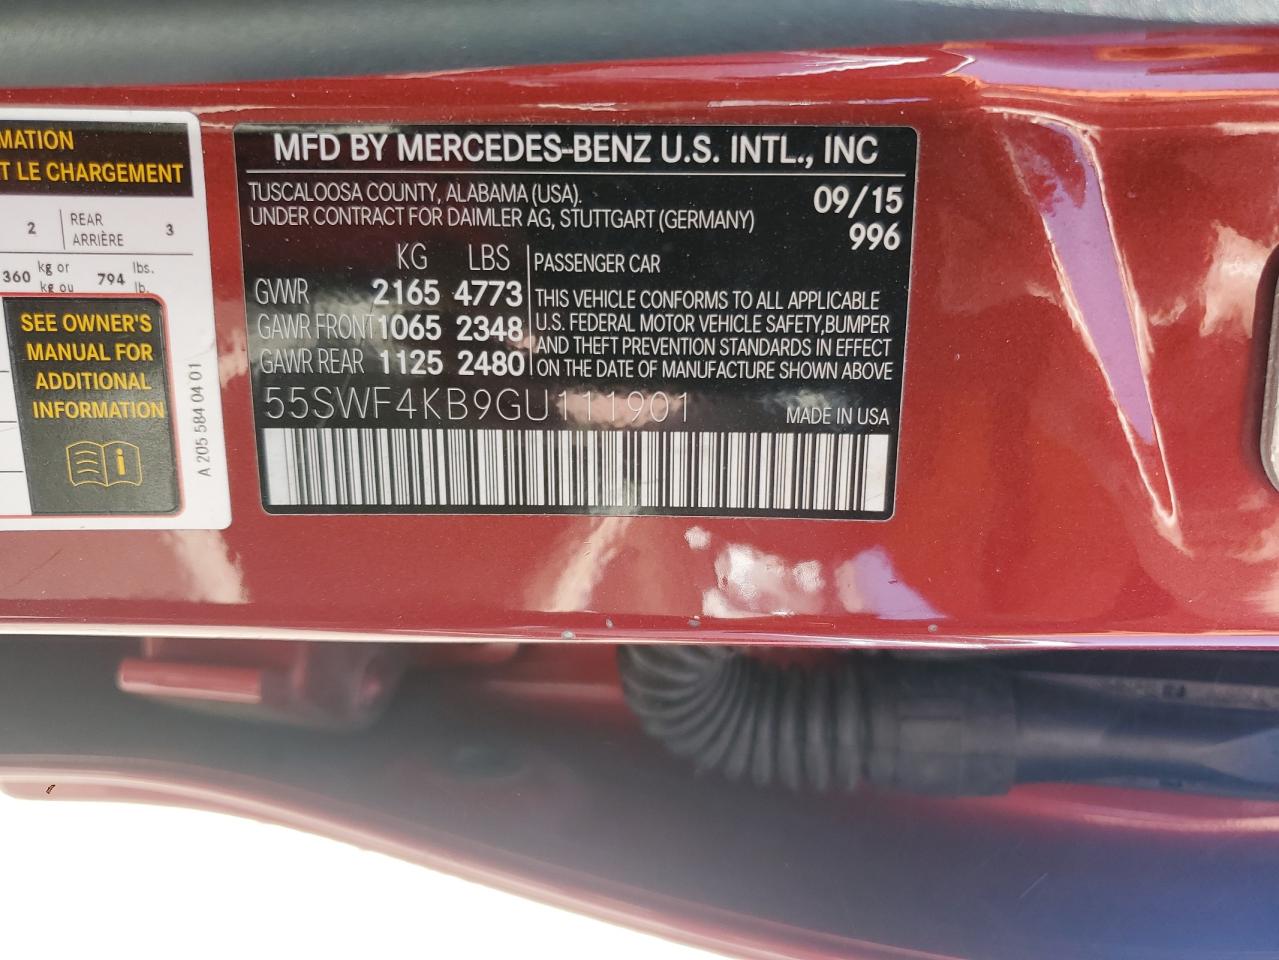 MATION
T LE CHARGEMENT
2 REAR ARRIÈRE 3
360 kg or kg ou 794 lbs. lb.
SEE OWNER'S
MANUAL FOR
ADDITIONAL
INFORMATION
A 205 584 04 01
MFD BY MERCEDES-BENZ U.S. INTL., INC
TUSCALOOSA COUNTY, ALABAMA (USA). 09/15
UNDER CONTRACT FOR DAIMLER AG, STUTTGART (GERMANY) 996
KG LBS
GVWR 2165 4773
GAWR FRONT 1065 2348
GAWR REAR 1125 2480
PASSENGER CAR
THIS VEHICLE CONFORMS TO ALL APPLICABLE
U.S. FEDERAL MOTOR VEHICLE SAFETY, BUMPER
AND THEFT PREVENTION STANDARDS IN EFFECT
ON THE DATE OF MANUFACTURE SHOWN ABOVE
55SWF4KB9GU111901 MADE IN USA